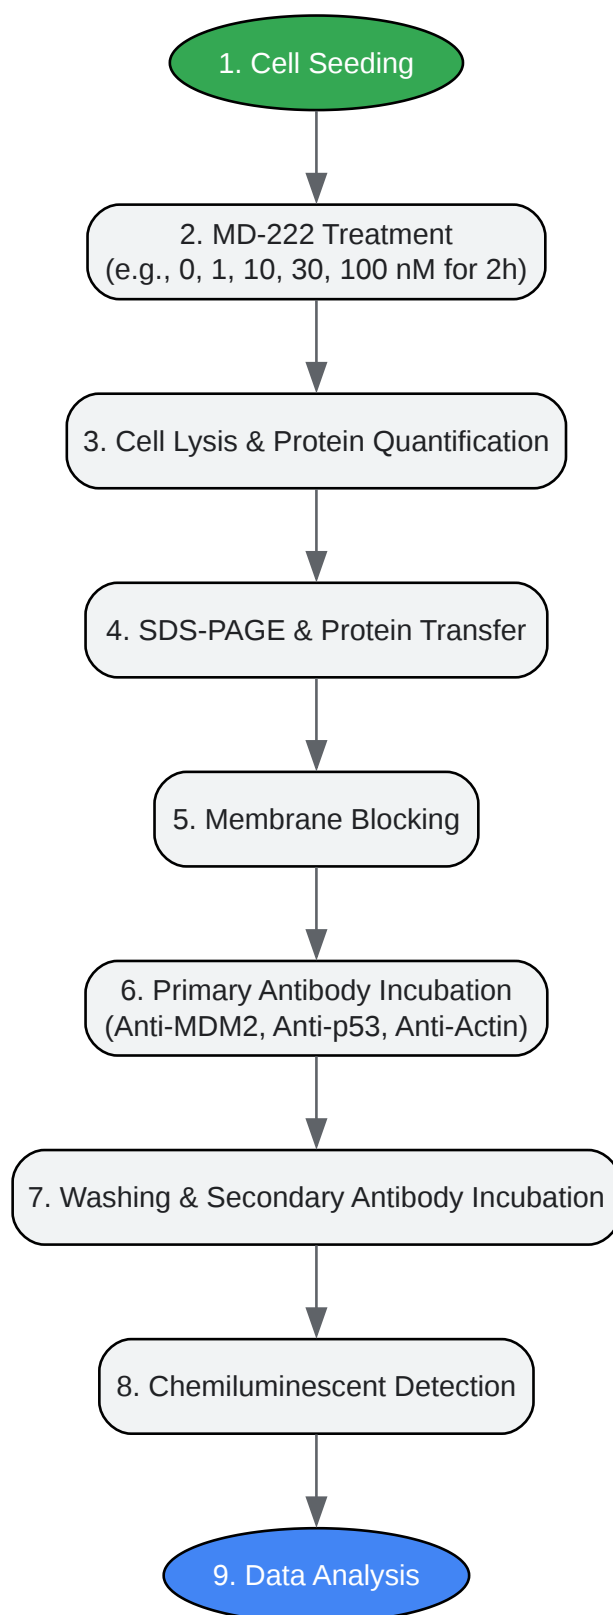 1. Cell Seeding
2. MD-222 Treatment
(e.g., 0, 1, 10, 30, 100 nM for 2h)
3. Cell Lysis & Protein Quantification
4. SDS-PAGE & Protein Transfer
5. Membrane Blocking
6. Primary Antibody Incubation
(Anti-MDM2, Anti-p53, Anti-Actin)
7. Washing & Secondary Antibody Incubation
8. Chemiluminescent Detection
9. Data Analysis